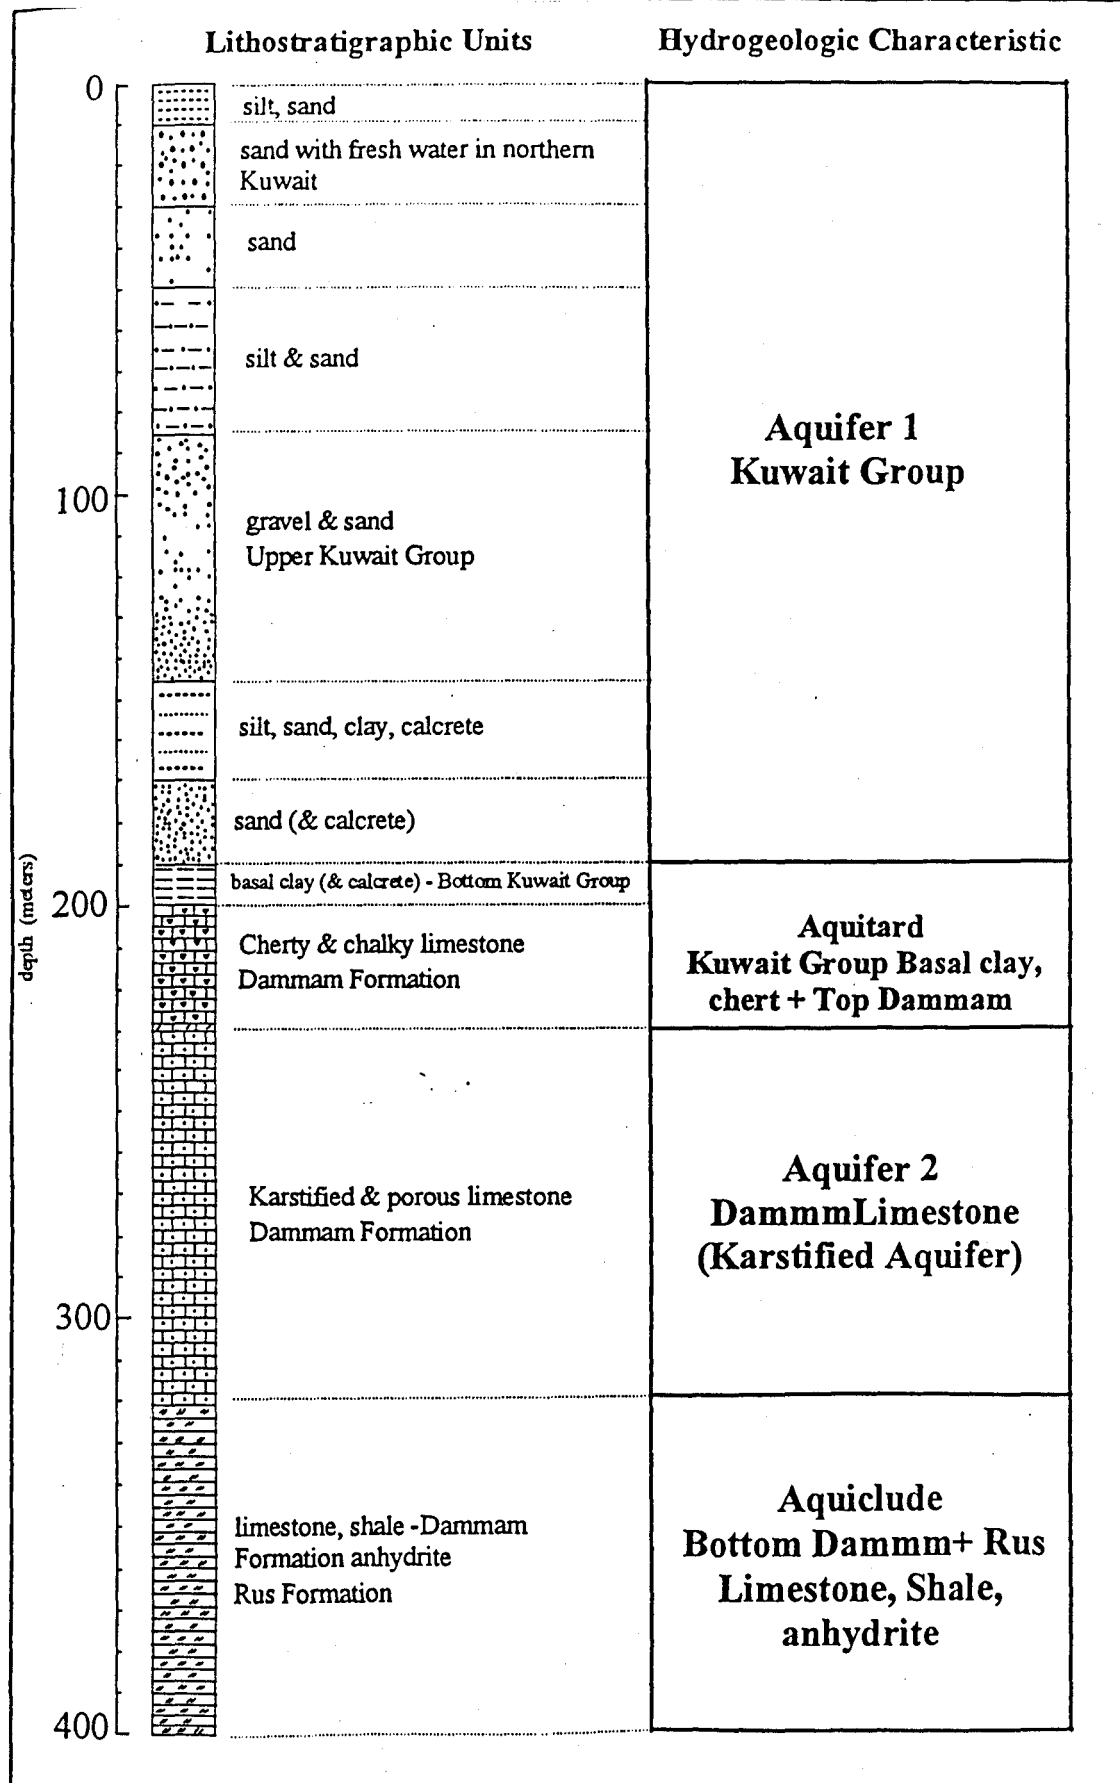 Lithostratigraphic Units
Hydrogeologic Characteristic
depth (meters)
0
100
200
300
400
silt, sand
sand with fresh water in northern
Kuwait
sand
silt & sand
gravel & sand
Upper Kuwait Group
silt, sand, clay, calcrete
sand (& calcrete)
basal clay (& calcrete) - Bottom Kuwait Group
Cherty & chalky limestone
Dammam Formation
Karstified & porous limestone
Dammam Formation
limestone, shale -Dammam
Formation anhydrite
Rus Formation
Aquifer 1
Kuwait Group
Aquitard
Kuwait Group Basal clay,
chert + Top Dammam
Aquifer 2
DammmLimestone
(Karstified Aquifer)
Aquiclude
Bottom Dammm+ Rus
Limestone, Shale,
anhydrite